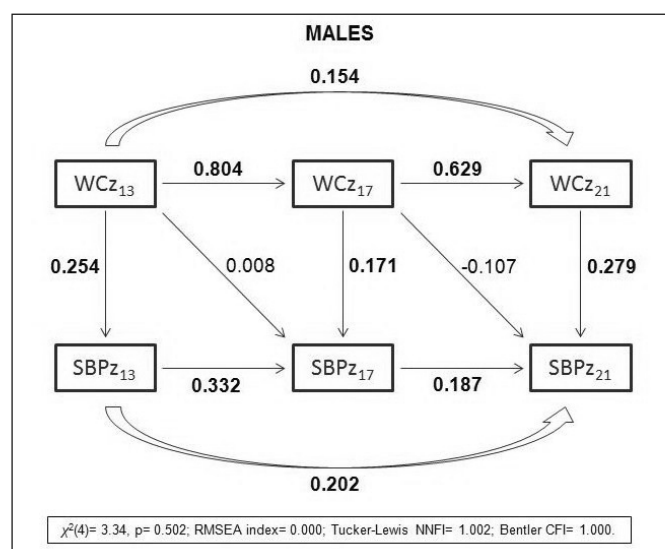 MALES
0.154
WCz₁₃ 0.804 WCz₁₇ 0.629 WCz₂₁
0.254 0.008 0.171 -0.107 0.279
SBPz₁₃ 0.332 SBPz₁₇ 0.187 SBPz₂₁
0.202
χ²(4)= 3.34, p= 0.502; RMSEA index= 0.000; Tucker-Lewis NNFI= 1.002; Bentler CFI= 1.000.